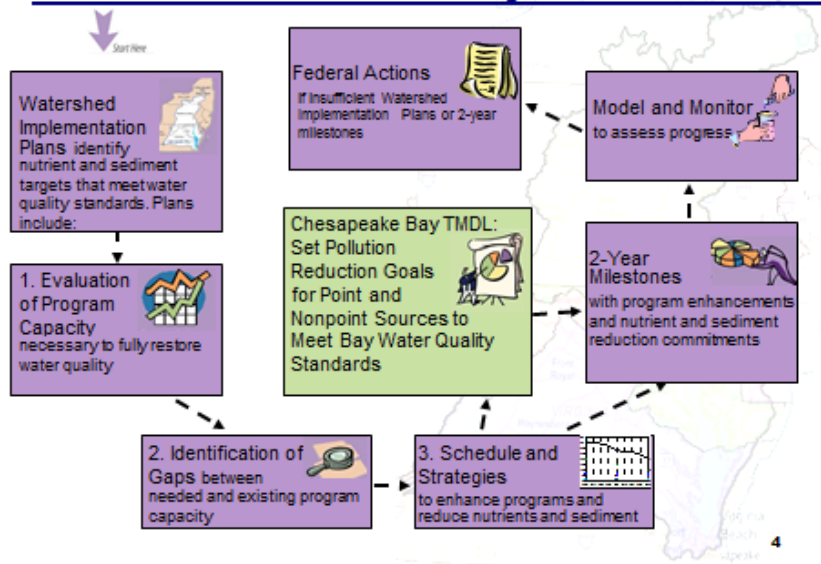 Start Here
Watershed
Implementation
Plans identify
nutrient and sediment
targets that meet water
quality standards. Plans
include:
1. Evaluation
of Program
Capacity
necessary to fully restore
water quality
2. Identification of
Gaps between
needed and existing program
capacity
3. Schedule and
Strategies
to enhance programs and
reduce nutrients and sediment
Chesapeake Bay TMDL:
Set Pollution
Reduction Goals
for Point and
Nonpoint Sources to
Meet Bay Water Quality
Standards
2-Year
Milestones
with program enhancements
and nutrient and sediment
reduction commitments
Model and Monitor
to assess progress
Federal Actions
If Insufficient Watershed
Implementation Plans or 2-year
milestones
4